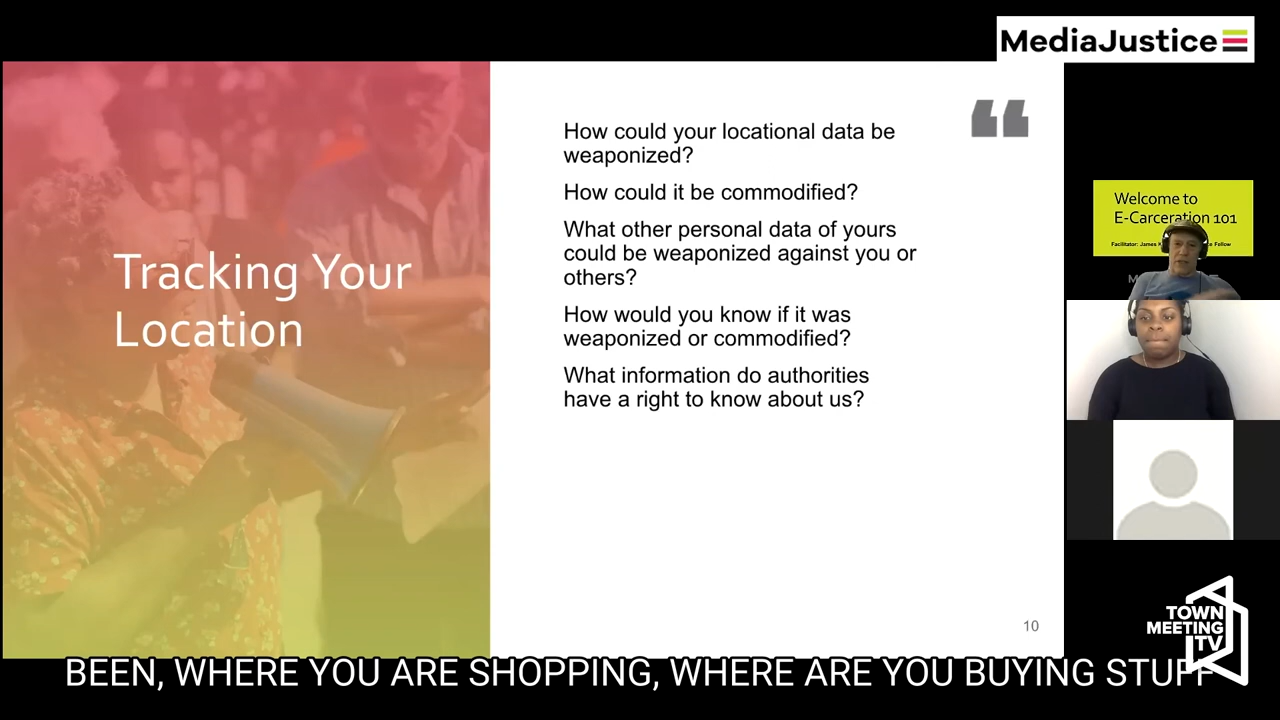 MediaJustice
Tracking Your
Location
How could your locational data be
weaponized?
How could it be commodified?
What other personal data of yours
could be weaponized against you or
others?
How would you know if it was
weaponized or commodified?
What information do authorities
have a right to know about us?
10
Welcome to
E-Carceration 101
Facilitator: James
Fellow
TOWN
MEETING
TV
BEEN, WHERE YOU ARE SHOPPING, WHERE ARE YOU BUYING STUFF